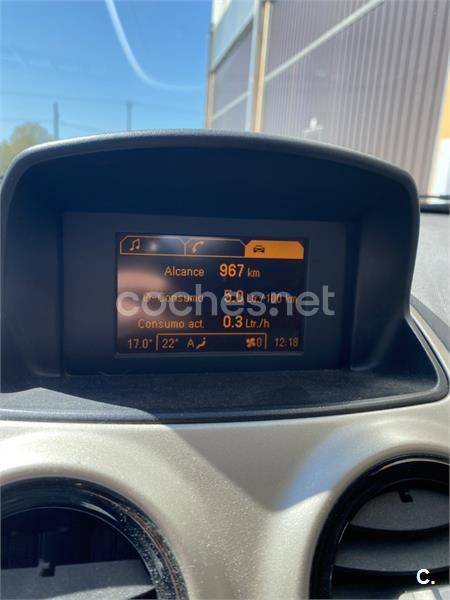 Alcance 967 km
Ø-Consumo 5.0 Ltr./100 km
Consumo act. 0.3 Ltr./h
17.0° 22° A 0 12:18
coches.net
C.